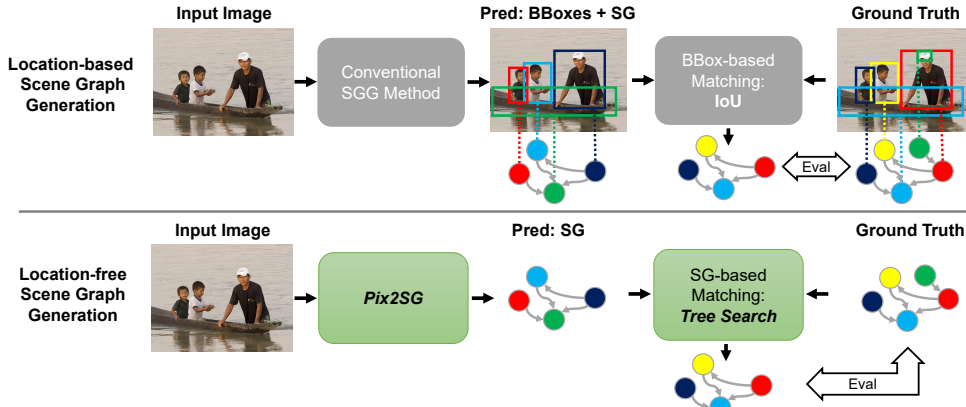 Input Image
Pred: BBoxes + SG
Ground Truth
Location-based
Scene Graph
Generation
Conventional
SGG Method
BBox-based
Matching:
IoU
Eval
Input Image
Pred: SG
Ground Truth
Location-free
Scene Graph
Generation
Pix2SG
SG-based
Matching:
Tree Search
Eval